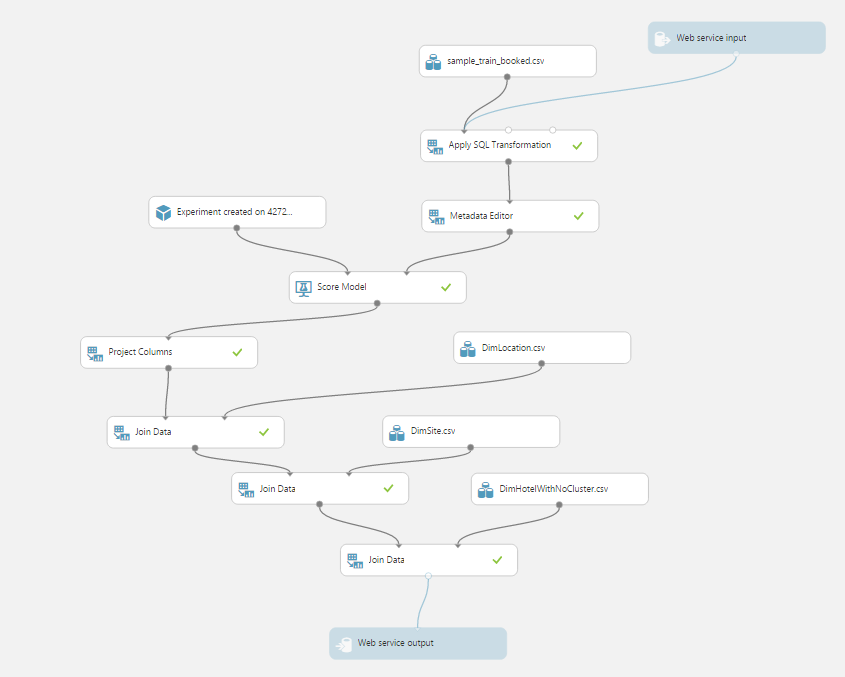 Web service input
sample_train_booked.csv
Apply SQL Transformation
Experiment created on 4272...
Metadata Editor
Score Model
Project Columns
DimLocation.csv
Join Data
DimSite.csv
Join Data
DimHotelWithNoCluster.csv
Join Data
Web service output